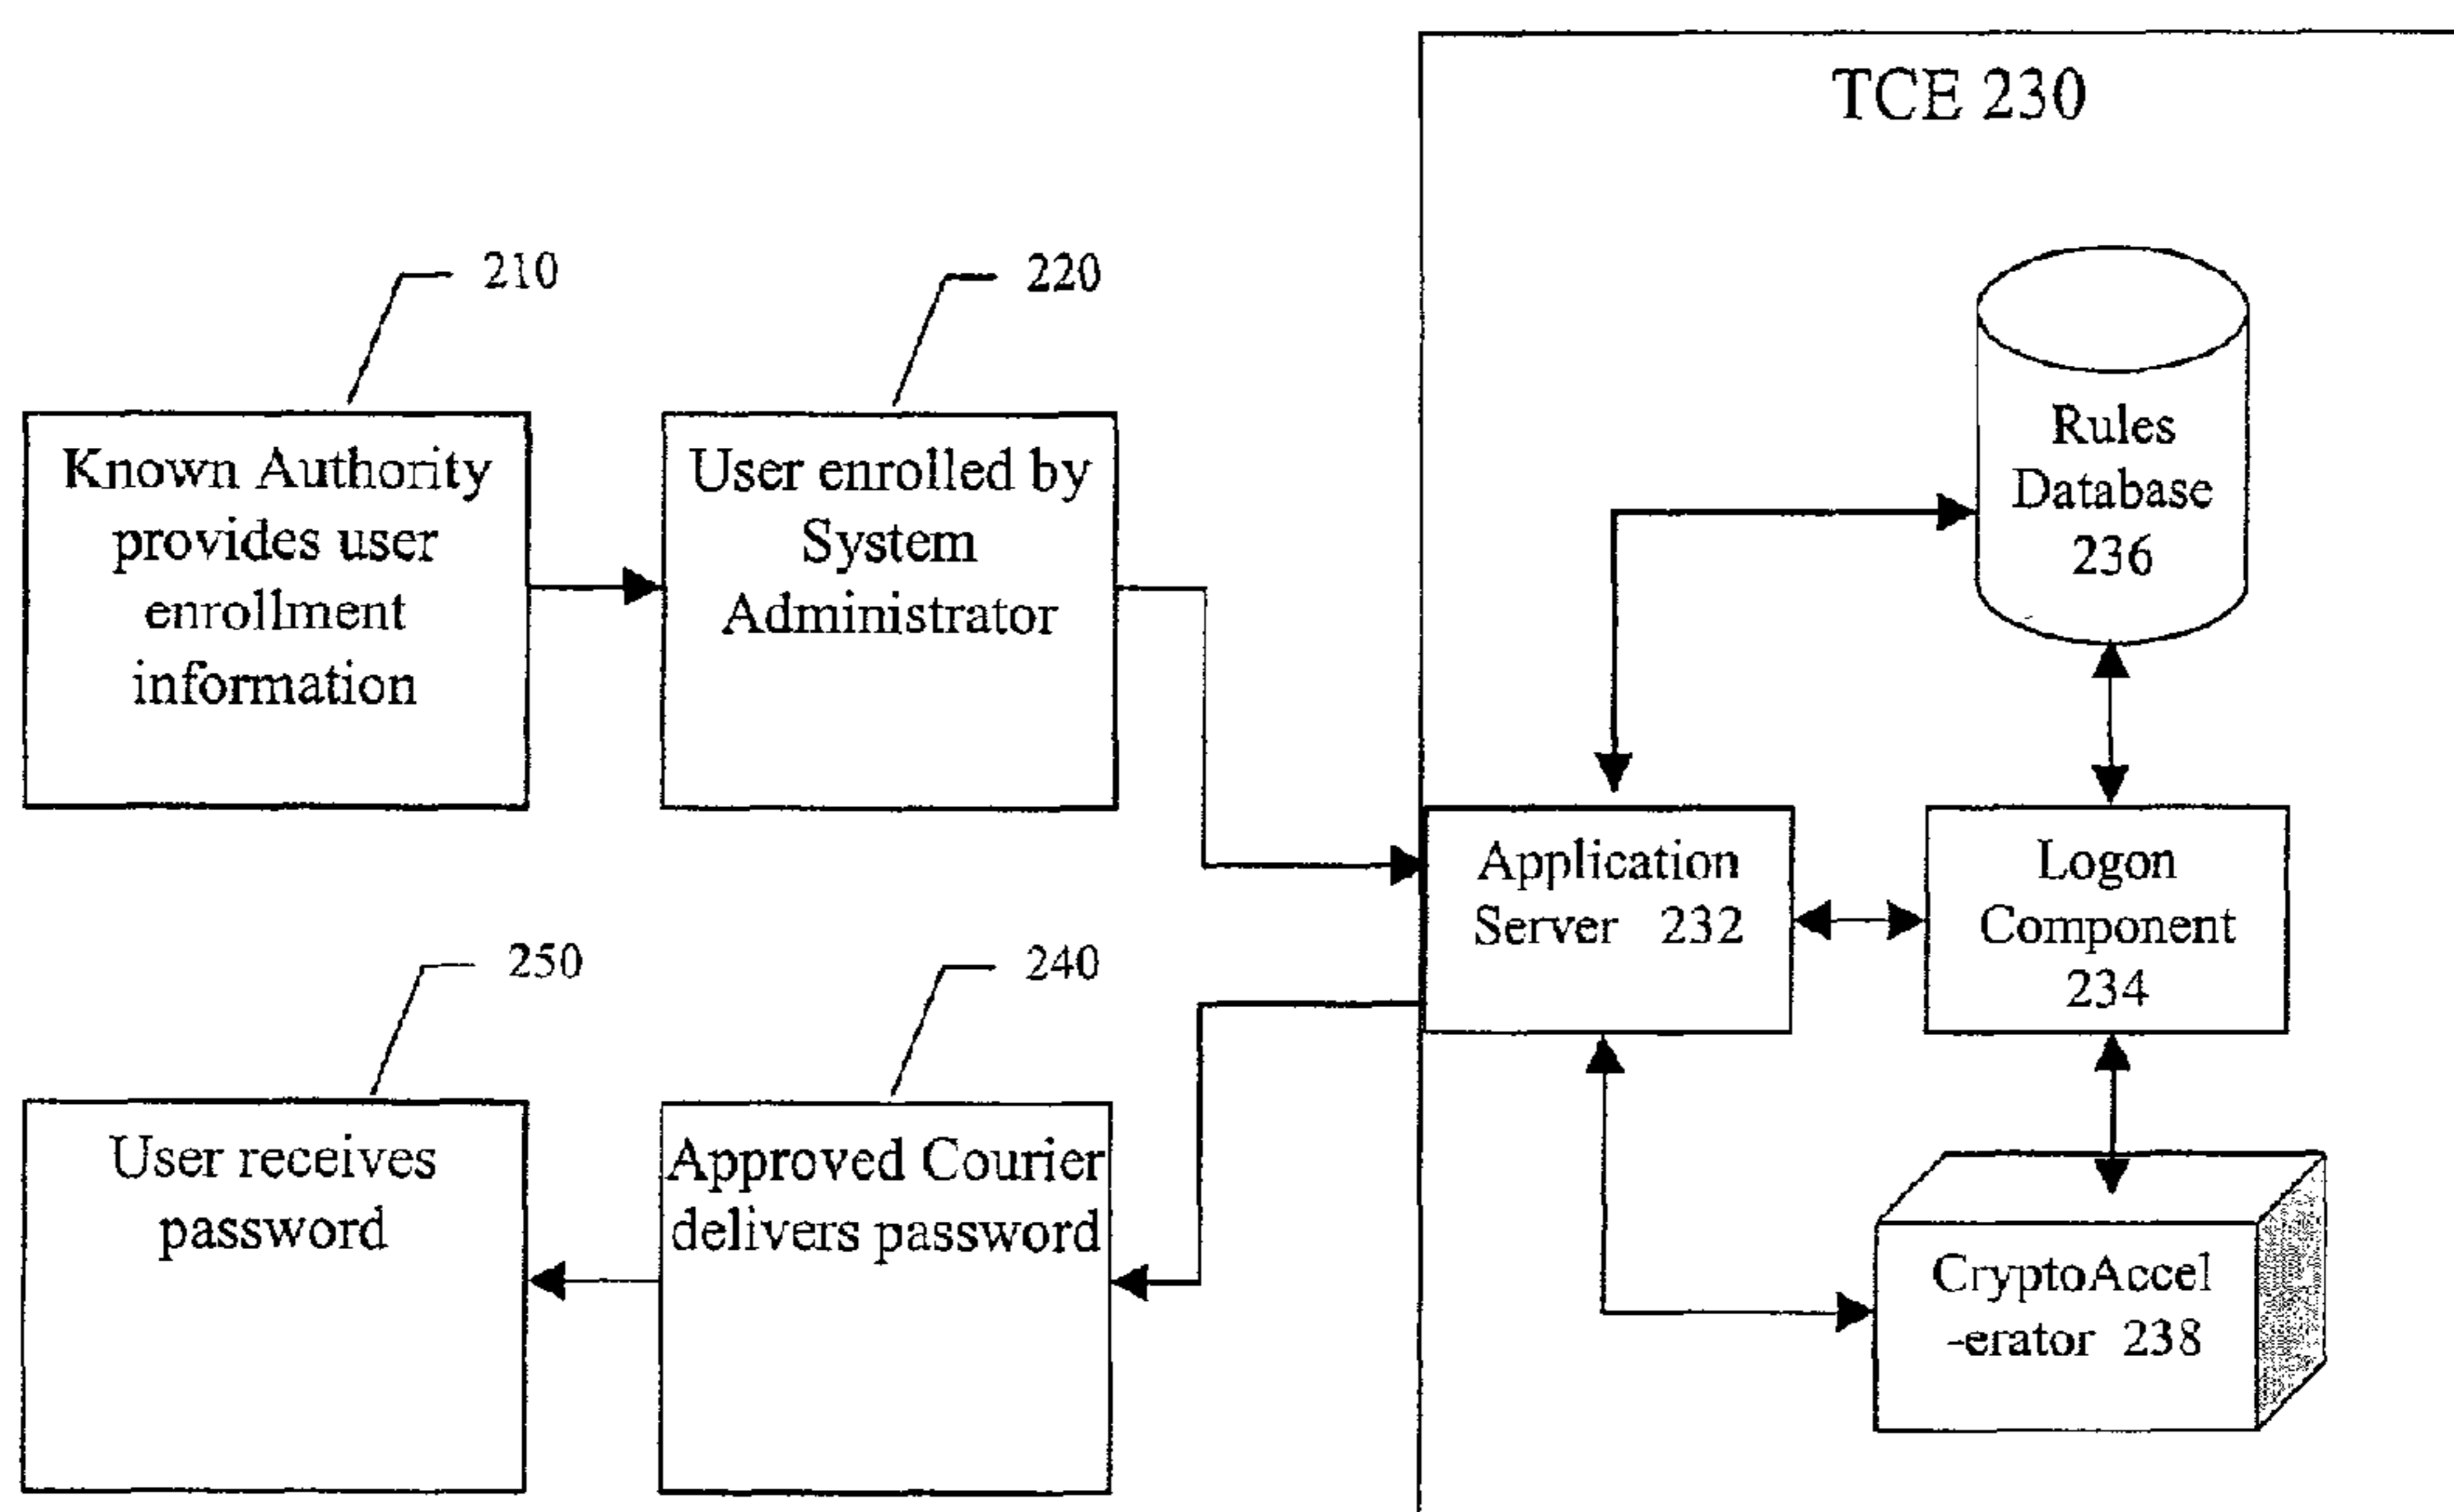 TCE 230
210
220
Known Authority
provides user
enrollment
information
User enrolled by
System
Administrator
Rules
Database
236
Application
Server 232
Logon
Component
234
250
240
User receives
password
Approved Courier
delivers password
CryptoAccel
-erator 238